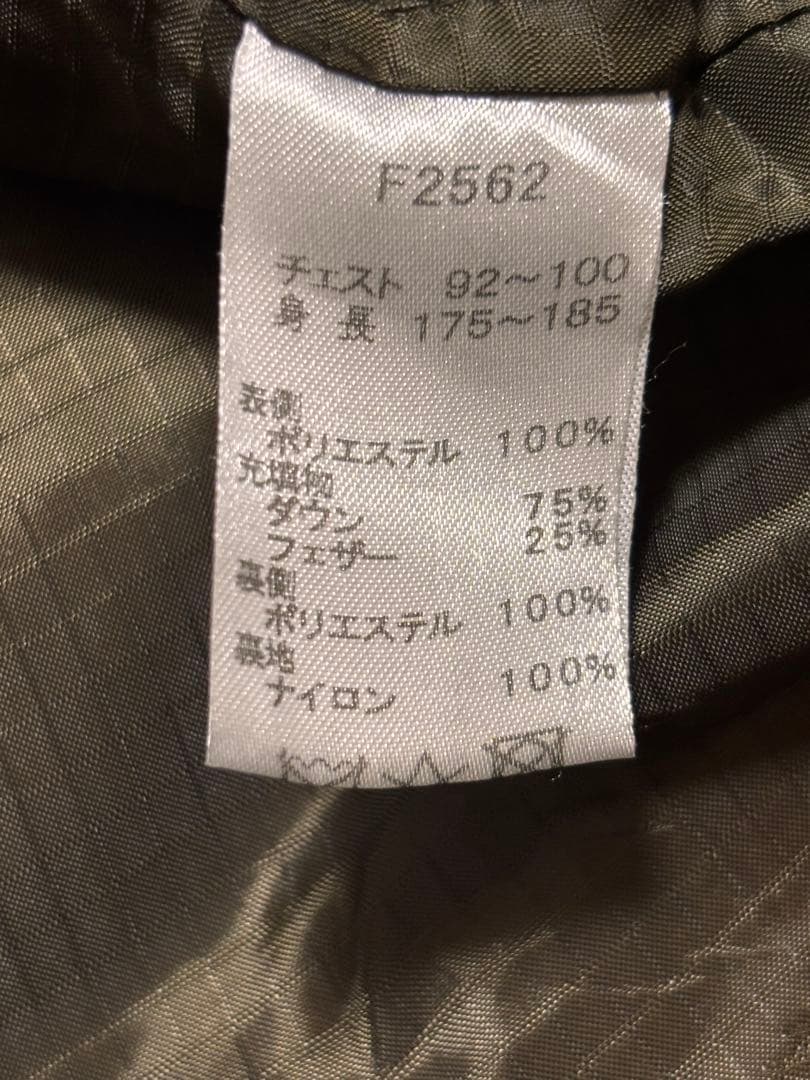 F2562
チェスト 92～100
身 長 175～185
表側
ポリエステル 100%
充填物
ダウン 75%
フェザー 25%
裏側
ポリエステル 100%
裏地
ナイロン 100%